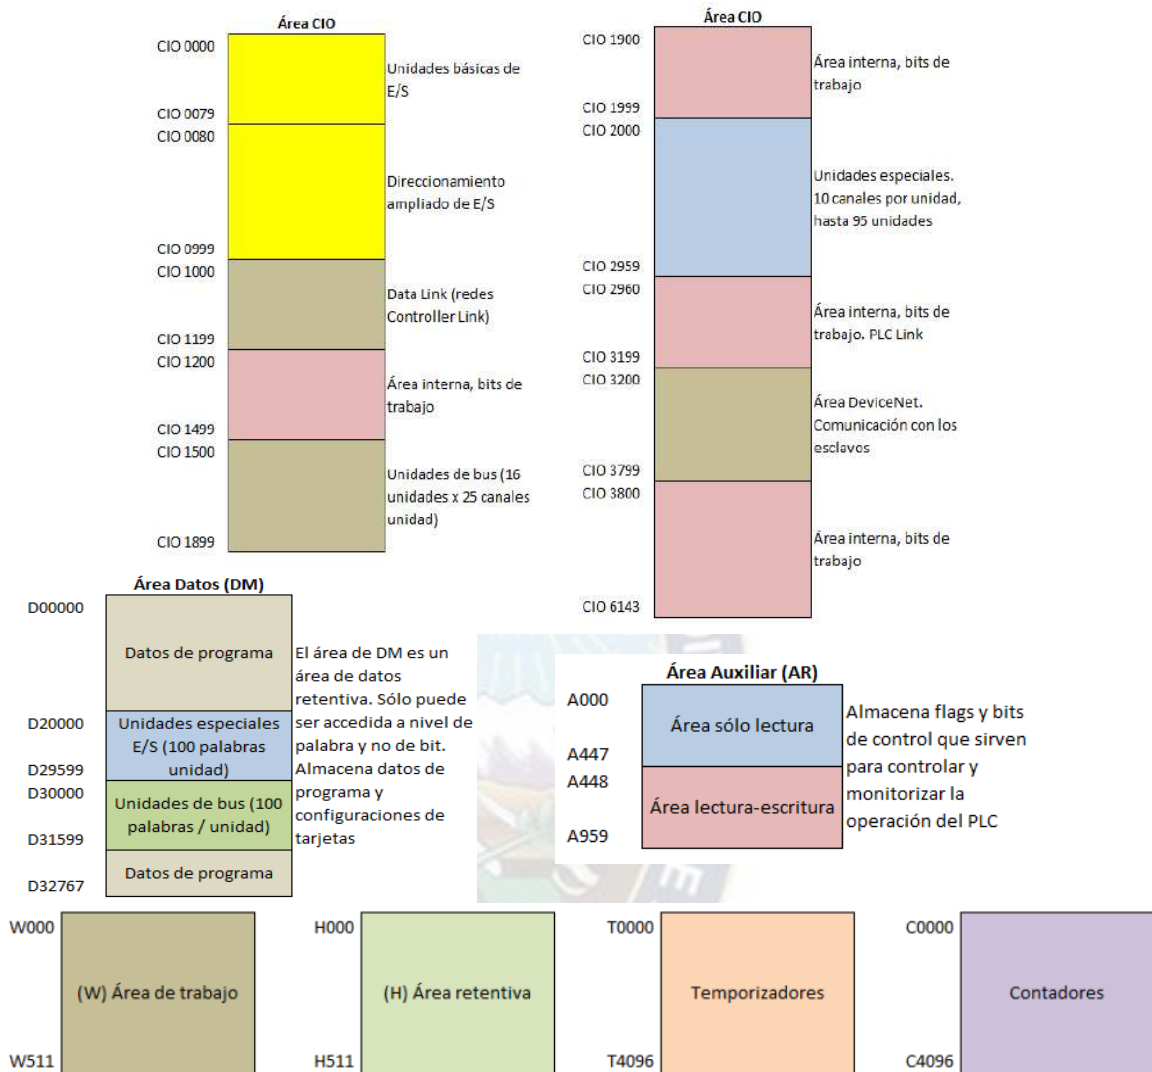 Área CIO
CIO 0000
Unidades básicas de
E/S
CIO 0079
CIO 0080
Direccionamiento
ampliado de E/S
CIO 0999
CIO 1000
Data Link (redes
Controller Link)
CIO 1199
CIO 1200
Área interna, bits de
trabajo
CIO 1499
CIO 1500
Unidades de bus (16
unidades x 25 canales
unidad)
CIO 1899
Área CIO
CIO 1900
Área interna, bits de
trabajo
CIO 1999
CIO 2000
Unidades especiales.
10 canales por unidad,
hasta 95 unidades
CIO 2959
CIO 2960
Área interna, bits de
trabajo. PLC Link
CIO 3199
CIO 3200
Área DeviceNet.
Comunicación con los
esclavos
CIO 3799
CIO 3800
Área interna, bits de
trabajo
CIO 6143
Área Datos (DM)
D00000
Datos de programa
D20000
Unidades especiales
E/S (100 palabras
unidad)
D29599
D30000
Unidades de bus (100
palabras / unidad)
D31599
Datos de programa
D32767
El área de DM es un
área de datos
retentiva. Sólo puede
ser accedida a nivel de
palabra y no de bit.
Almacena datos de
programa y
configuraciones de
tarjetas
Área Auxiliar (AR)
A000
Área sólo lectura
A447
A448
Área lectura-escritura
A959
Almacena flags y bits
de control que sirven
para controlar y
monitorizar la
operación del PLC
W000
(W) Área de trabajo
W511
H000
(H) Área retentiva
H511
T0000
Temporizadores
T4096
C0000
Contadores
C4096